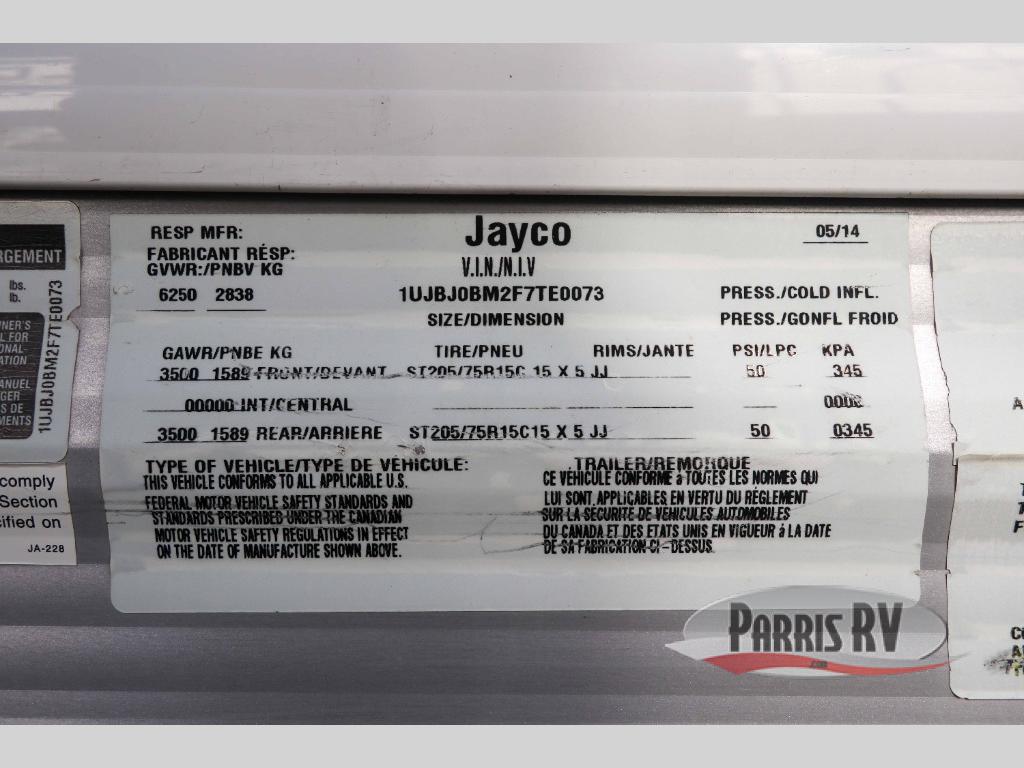 RESP MFR: Jayco 05/14
FABRICANT RÉSP:
GVWR:/PNBV KG V.I.N./N.I.V
6250 2838 1UJBJ0BM2F7TE0073 PRESS./COLD INFL.
SIZE/DIMENSION PRESS./GONFL FROID
GAWR/PNBE KG TIRE/PNEU RIMS/JANTE PSI/LPC KPA
3500 1589 FRONT/DEVANT ST205/75R15C 15 X 5 JJ 50 345
00000 INT/CENTRAL 0000
3500 1589 REAR/ARRIERE ST205/75R15C15 X 5 JJ 50 0345
TYPE OF VEHICLE/TYPE DE VEHICULE: TRAILER/REMORQUE
THIS VEHICLE CONFORMS TO ALL APPLICABLE U.S.
FEDERAL MOTOR VEHICLE SAFETY STANDARDS AND
STANDARDS PRESCRIBED UNDER THE CANADIAN
MOTOR VEHICLE SAFETY REGULATIONS IN EFFECT
ON THE DATE OF MANUFACTURE SHOWN ABOVE.
CE VÉHICULE CONFORME à TOUTES LES NORMES QUI
LUI SONT APPLICABLES EN VERTU DU RÉGLEMENT
SUR LA SÉCURITÉ DE VEHICULES AUTOMOBILES
DU CANADA ET DES ETATS UNIS EN VIGUEUR à LA DATE
DE SA FABRICATION CI-DESSUS.
RGEMENT
lbs.
lb.
1UJBJ0BM2F7TE0073
comply
Section
cified on
JA-228
PARRIS RV
.com